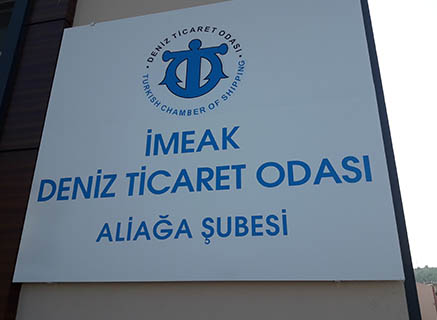 • DENİZ TİCARET ODASI •
TURKISH CHAMBER OF SHIPPING
İMEAK
DENİZ TİCARET ODASI
ALİAĞA ŞUBESİ